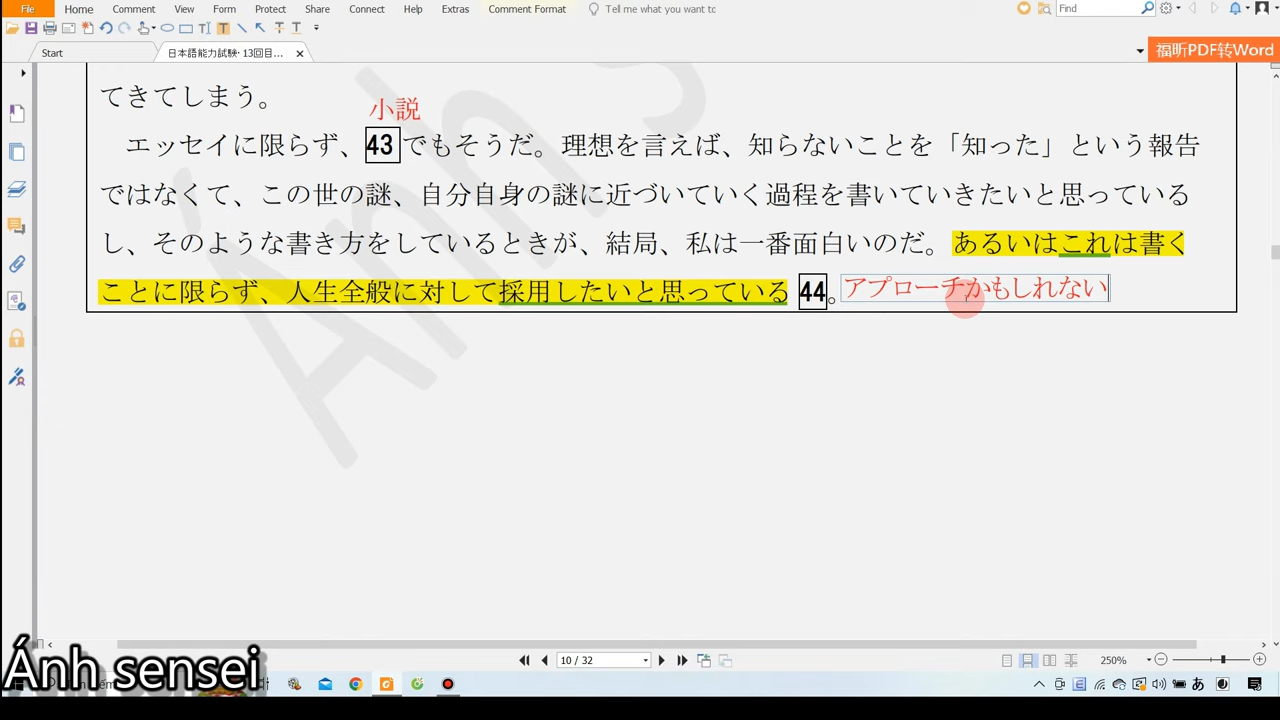 File Home Comment View Form Protect Share Connect Help Extras Comment Format Tell me what you want tc Find
Start 日本語能力試験・13回目... 福昕PDF转Word
てきてしまう。
小説
エッセイに限らず、43でもそうだ。理想を言えば、知らないことを「知った」という報告
ではなくて、この世の謎、自分自身の謎に近づいていく過程を書いていきたいと思っている
し、そのような書き方をしているときが、結局、私は一番面白いのだ。あるいはこれは書く
ことに限らず、人生全般に対して採用したいと思っている 44。アプローチかもしれない
Ánh s
10 / 32 250%
Ánh sensei